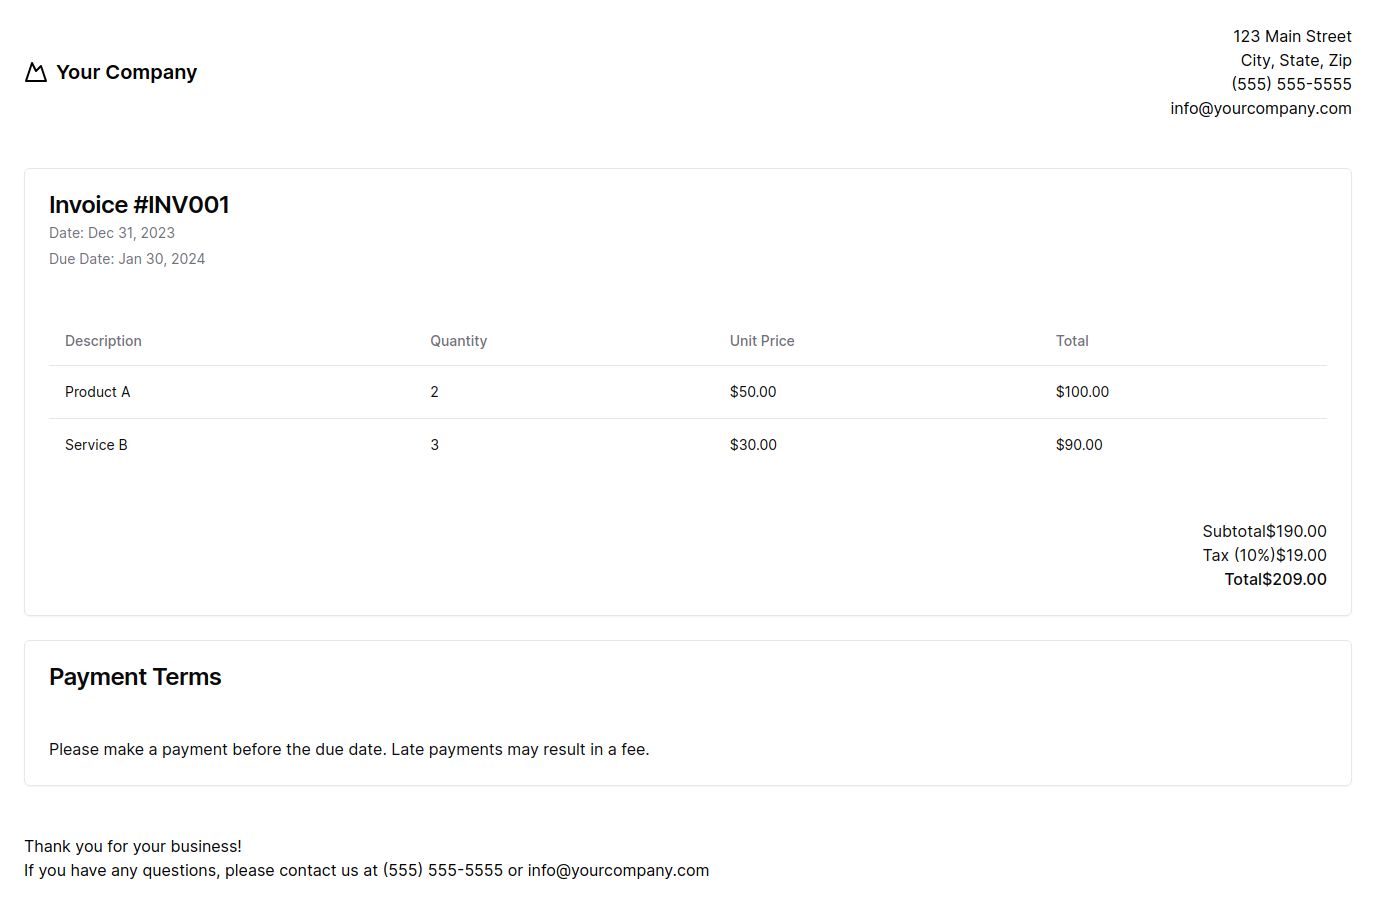 Your Company
123 Main Street
City, State, Zip
(555) 555-5555
info@yourcompany.com
Invoice #INV001
Date: Dec 31, 2023
Due Date: Jan 30, 2024
Description Quantity Unit Price Total
Product A 2 $50.00 $100.00
Service B 3 $30.00 $90.00
Subtotal$190.00
Tax (10%)$19.00
Total$209.00
Payment Terms
Please make a payment before the due date. Late payments may result in a fee.
Thank you for your business!
If you have any questions, please contact us at (555) 555-5555 or info@yourcompany.com